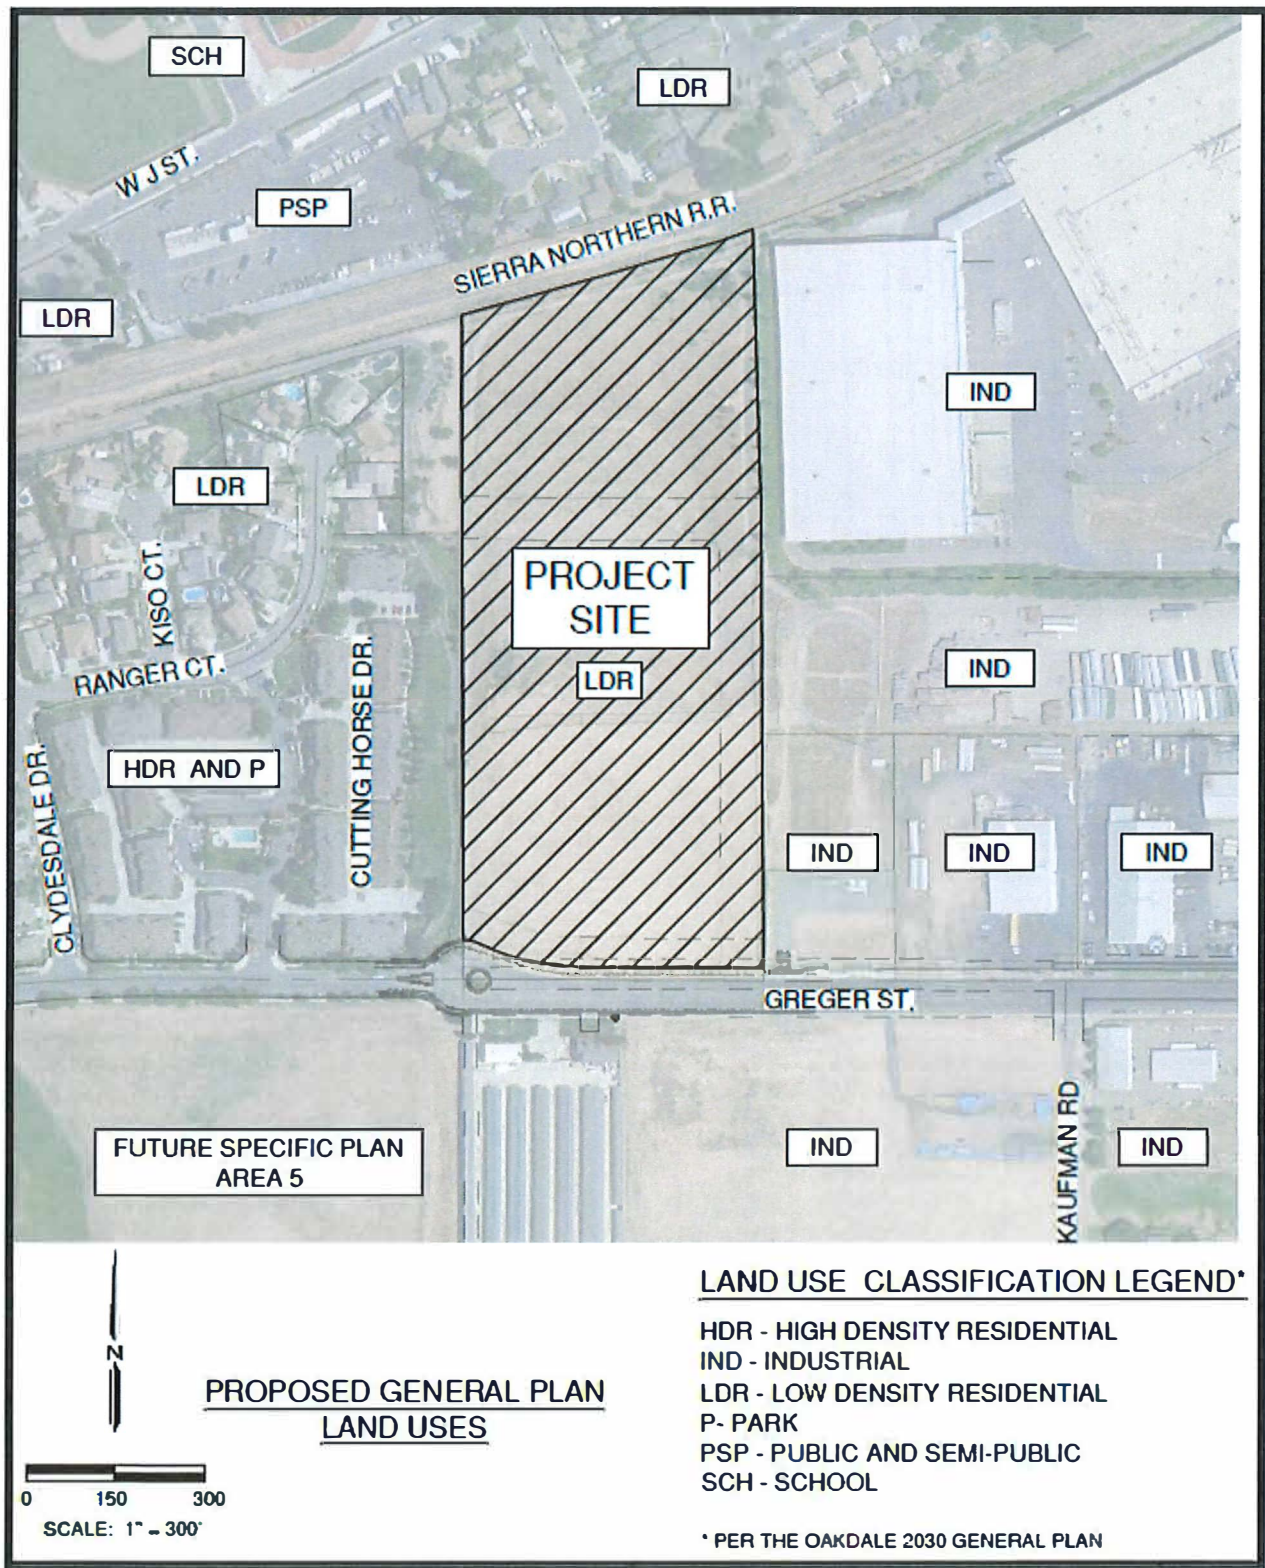 SCH
LDR
W J ST.
PSP
SIERRA NORTHERN R.R.
LDR
IND
LDR
PROJECT
SITE
LDR
KISO CT.
RANGER CT.
CUTTING HORSE DR.
IND
HDR AND P
CLYDESDALE DR.
IND
IND
IND
GREGER ST.
FUTURE SPECIFIC PLAN
AREA 5
IND
KAUFMAN RD
IND
N
PROPOSED GENERAL PLAN
LAND USES
0 150 300
SCALE: 1" = 300'
LAND USE CLASSIFICATION LEGEND*
HDR - HIGH DENSITY RESIDENTIAL
IND - INDUSTRIAL
LDR - LOW DENSITY RESIDENTIAL
P- PARK
PSP - PUBLIC AND SEMI-PUBLIC
SCH - SCHOOL
* PER THE OAKDALE 2030 GENERAL PLAN